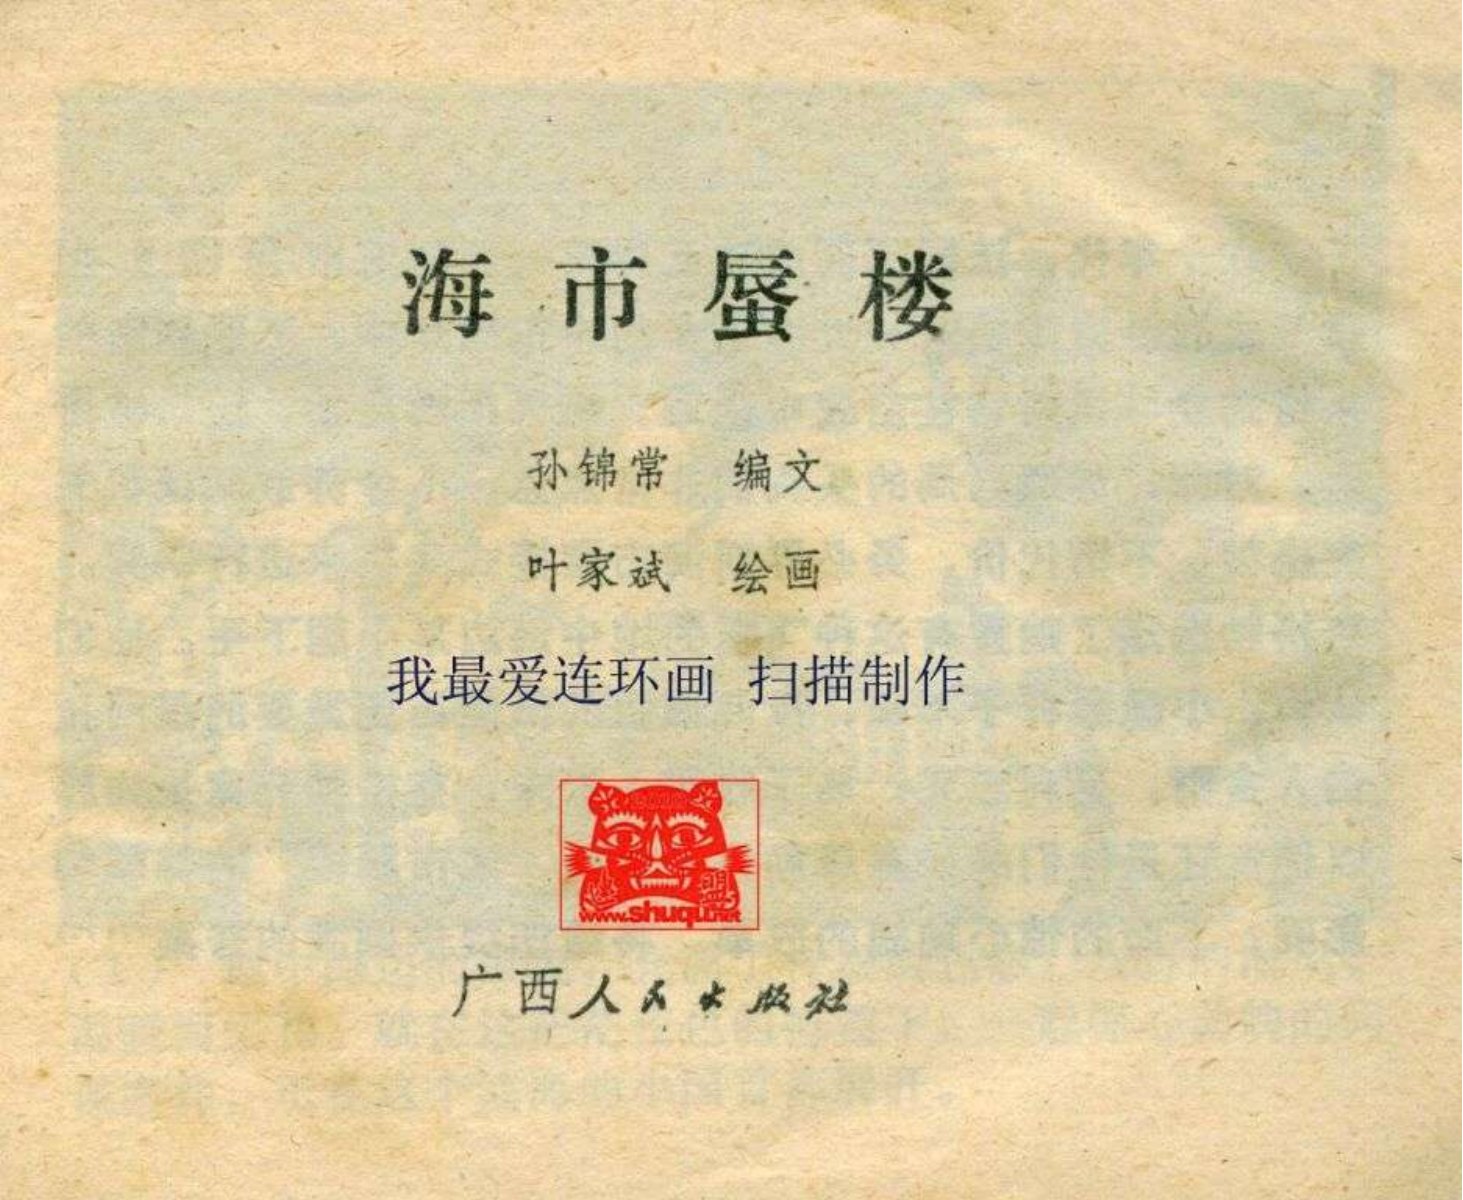 海市蜃楼
孙锦常 编文
叶家斌 绘画
我最爱连环画 扫描制作
盟
www.shuqu.net
广西人民出版社